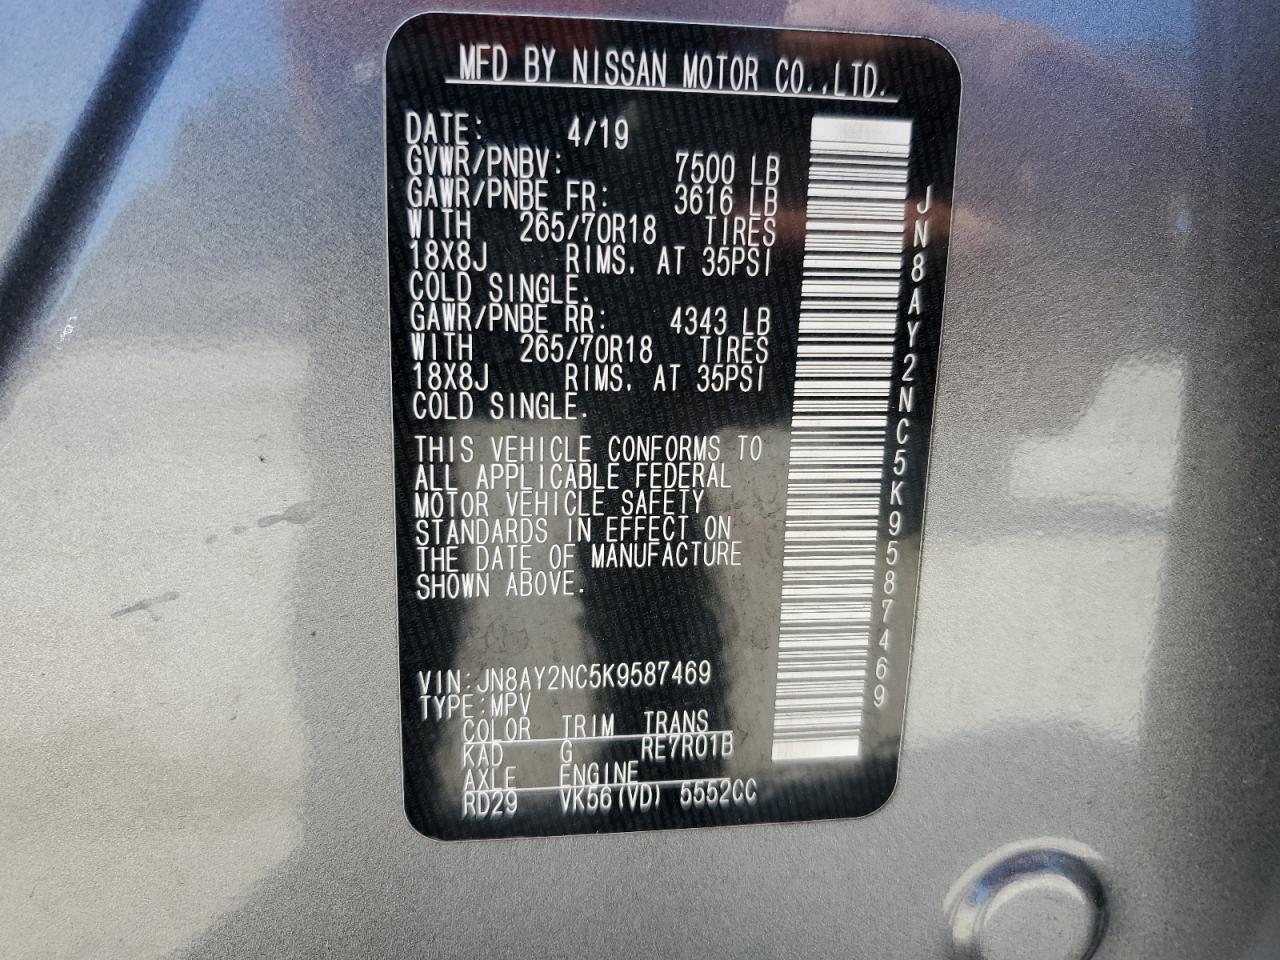 MFD BY NISSAN MOTOR CO.,LTD.
DATE: 4/19
GVWR/PNBV: 7500 LB
GAWR/PNBE FR: 3616 LB
WITH 265/70R18 TIRES
18X8J RIMS. AT 35PSI
COLD SINGLE.
GAWR/PNBE RR: 4343 LB
WITH 265/70R18 TIRES
18X8J RIMS. AT 35PSI
COLD SINGLE.
THIS VEHICLE CONFORMS TO
ALL APPLICABLE FEDERAL
MOTOR VEHICLE SAFETY
STANDARDS IN EFFECT ON
THE DATE OF MANUFACTURE
SHOWN ABOVE.
VIN:JN8AY2NC5K9587469
TYPE:MPV
COLOR TRIM TRANS
KAD G RE7R01B
AXLE ENGINE
RD29 VK56(VD) 5552CC
JN8AY2NC5K9587469